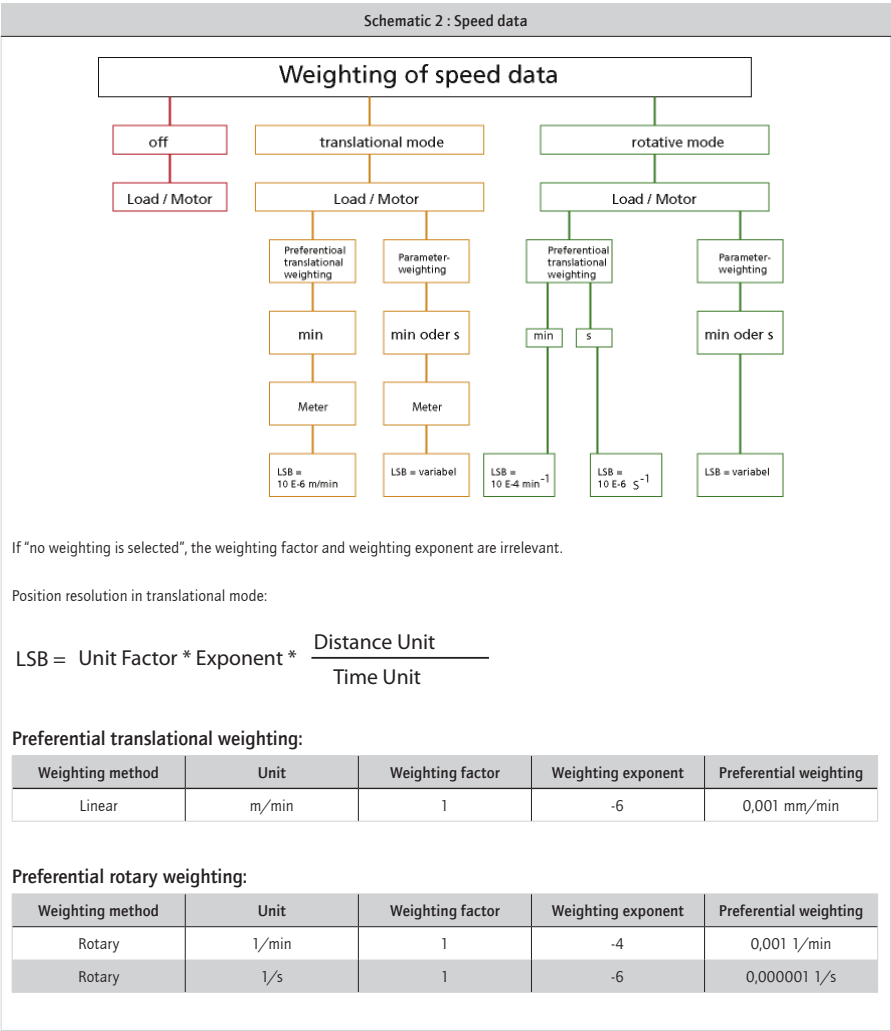 Schematic 2 : Speed data
Weighting of speed data
off
translational mode
rotative mode
Load / Motor
Load / Motor
Load / Motor
Preferentioal
translational
weighting
Parameter-
weighting
Preferentioal
translational
weighting
Parameter-
weighting
min
min oder s
min
s
min oder s
Meter
Meter
LSB =
10 E-6 m/min
LSB = variabel
LSB =
10 E-4 min-1
LSB =
10 E-6 S-1
LSB = variabel
If “no weighting is selected”, the weighting factor and weighting exponent are irrelevant.
Position resolution in translational mode:
LSB = Unit Factor * Exponent * Distance Unit
Time Unit
Preferential translational weighting:
Weighting method Unit Weighting factor Weighting exponent Preferential weighting
Linear m/min 1 -6 0,001 mm/min
Preferential rotary weighting:
Weighting method Unit Weighting factor Weighting exponent Preferential weighting
Rotary 1/min 1 -4 0,001 1/min
Rotary 1/s 1 -6 0,000001 1/s